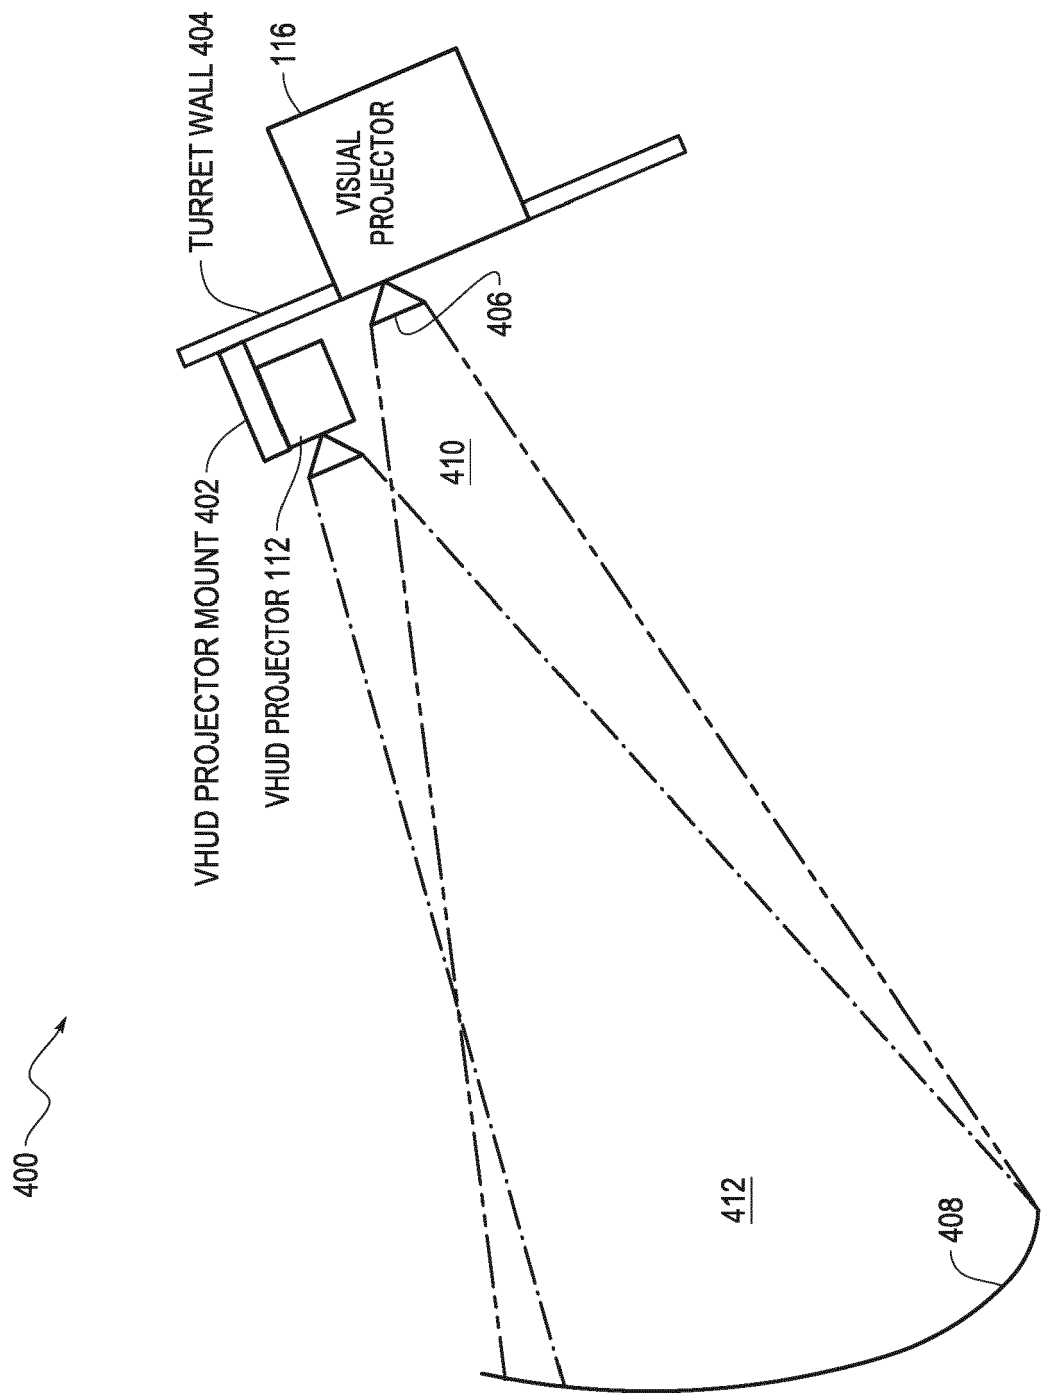 400
VHUD PROJECTOR MOUNT 402
TURRET WALL 404
VHUD PROJECTOR 112
116
VISUAL
PROJECTOR
406
410
412
408